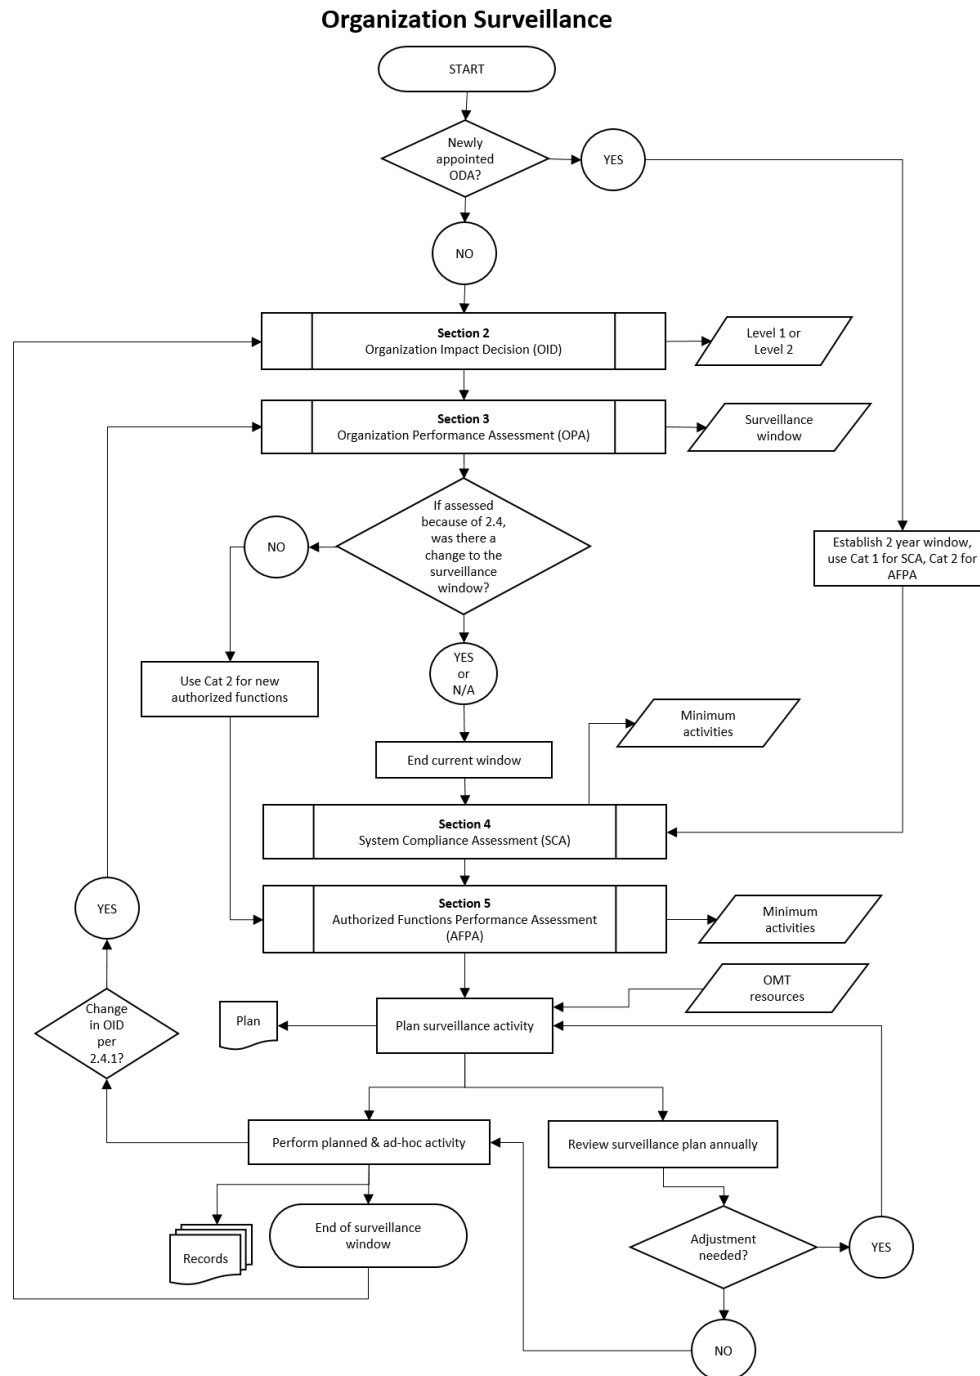 Organization Surveillance
START
Newly
appointed
ODA?
YES
NO
Section 2
Organization Impact Decision (OID)
Level 1 or
Level 2
Section 3
Organization Performance Assessment (OPA)
Surveillance
window
If assessed
because of 2.4,
was there a
change to the
surveillance
window?
NO
Establish 2 year window,
use Cat 1 for SCA, Cat 2 for
AFPA
YES
or
N/A
Use Cat 2 for new
authorized functions
Minimum
activities
End current window
Section 4
System Compliance Assessment (SCA)
YES
Section 5
Authorized Functions Performance Assessment
(AFPA)
Minimum
activities
OMT
resources
Change
in OID
per
2.4.1?
Plan
Plan surveillance activity
Perform planned & ad-hoc activity
Review surveillance plan annually
End of surveillance
window
Records
Adjustment
needed?
YES
NO